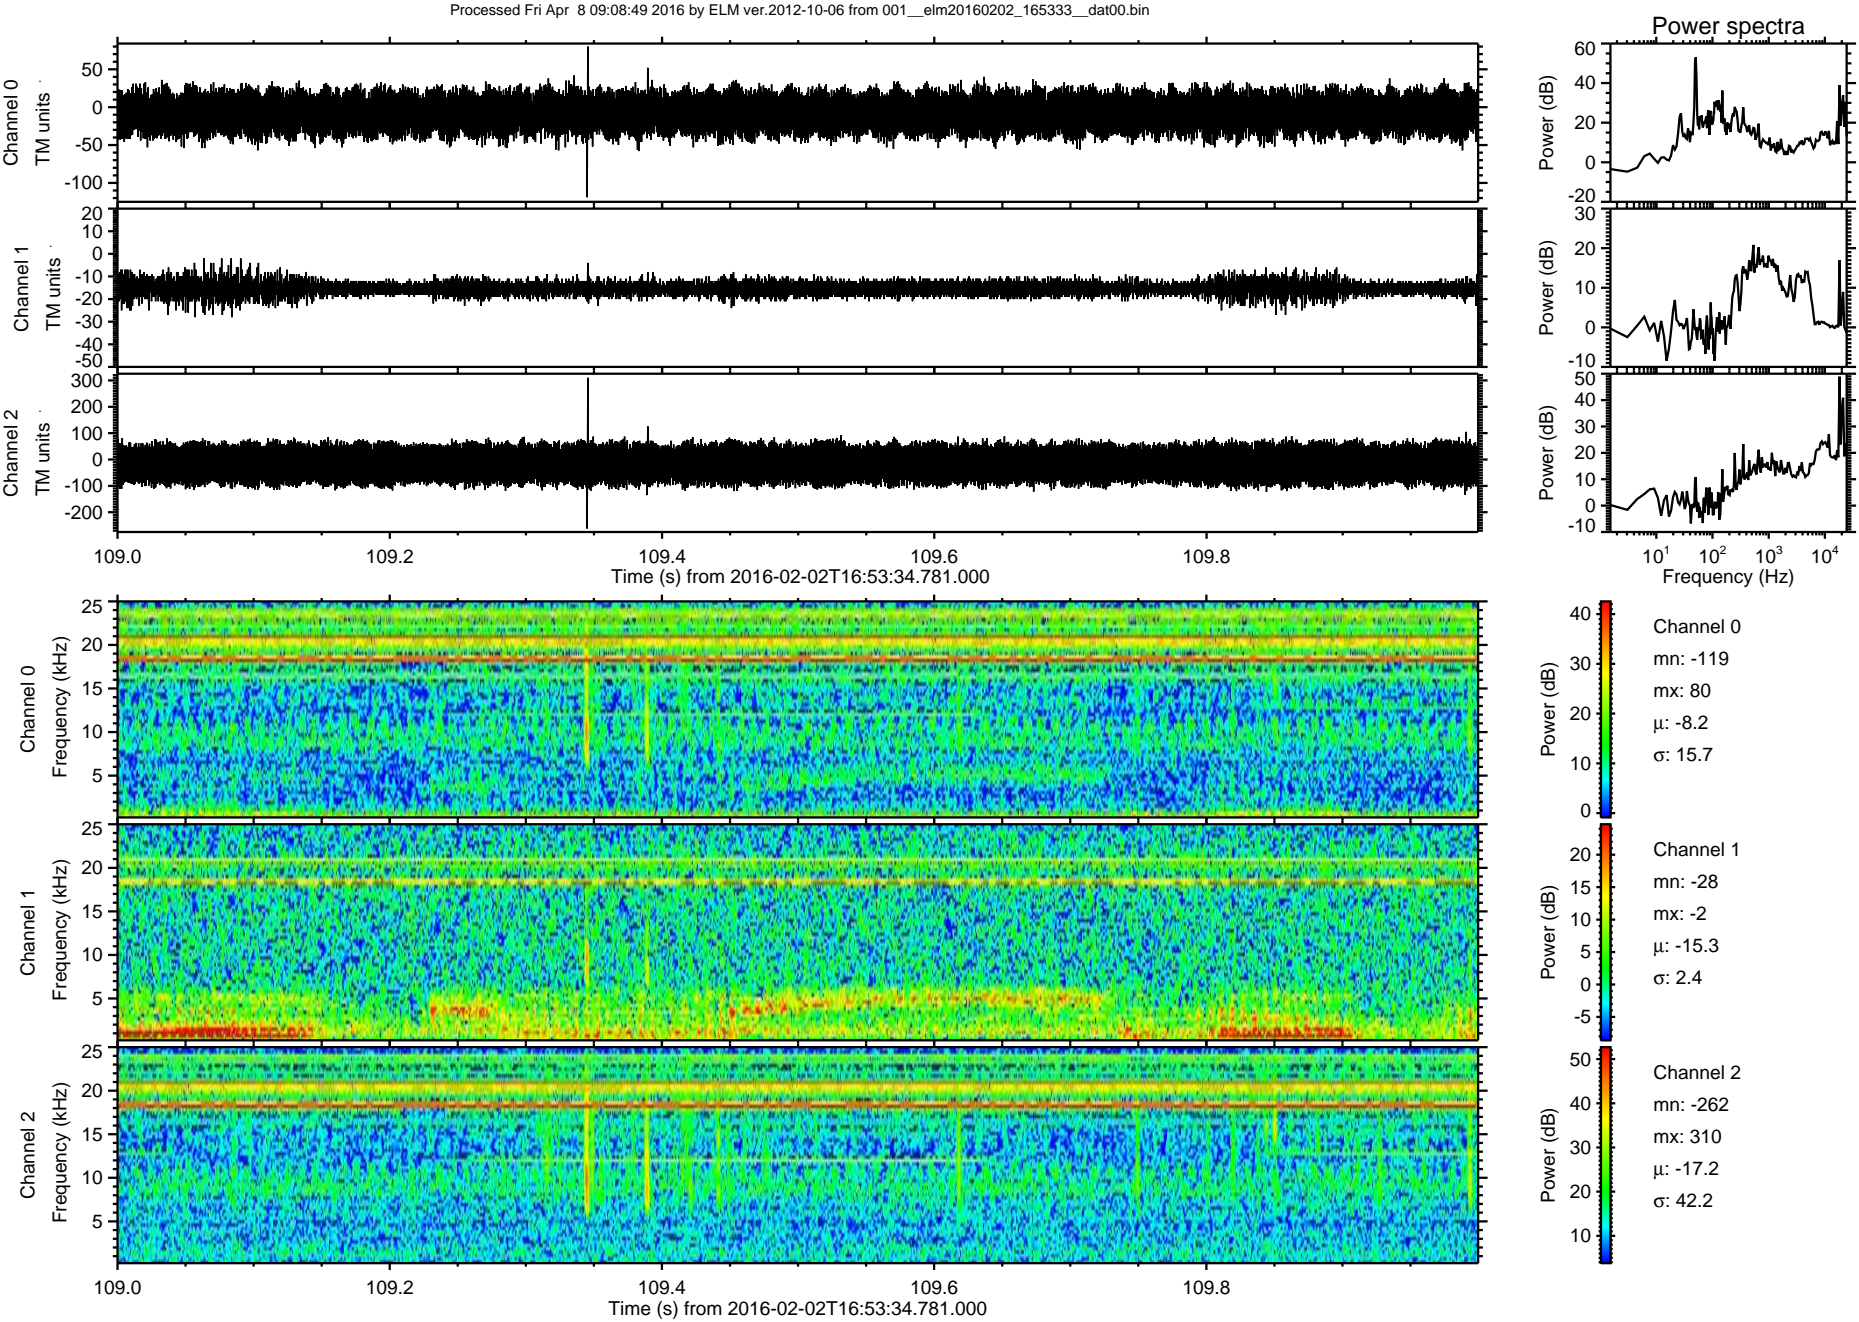 Processed Fri Apr  8 09:08:49 2016 by ELM ver.2012-10-06 from 001__elm20160202_165333__dat00.bin
Power spectra
Channel 0
TM units
50
0
-50
-100
Power (dB)
60
40
20
0
-20
Channel 1
TM units
20
10
0
-10
-20
-30
-40
-50
Power (dB)
30
20
10
0
-10
Channel 2
TM units
300
200
100
0
-100
-200
Power (dB)
50
40
30
20
10
0
-10
109.0 109.2 109.4 109.6 109.8
Time (s) from 2016-02-02T16:53:34.781.000
10^1 10^2 10^3 10^4
Frequency (Hz)
Channel 0
Frequency (kHz)
25
20
15
10
5
Power (dB)
40
30
20
10
0
Channel 0
mn: -119
mx: 80
μ: -8.2
σ: 15.7
Channel 1
Frequency (kHz)
25
20
15
10
5
Power (dB)
20
15
10
5
0
-5
Channel 1
mn: -28
mx: -2
μ: -15.3
σ: 2.4
Channel 2
Frequency (kHz)
25
20
15
10
5
Power (dB)
50
40
30
20
10
Channel 2
mn: -262
mx: 310
μ: -17.2
σ: 42.2
109.0 109.2 109.4 109.6 109.8
Time (s) from 2016-02-02T16:53:34.781.000